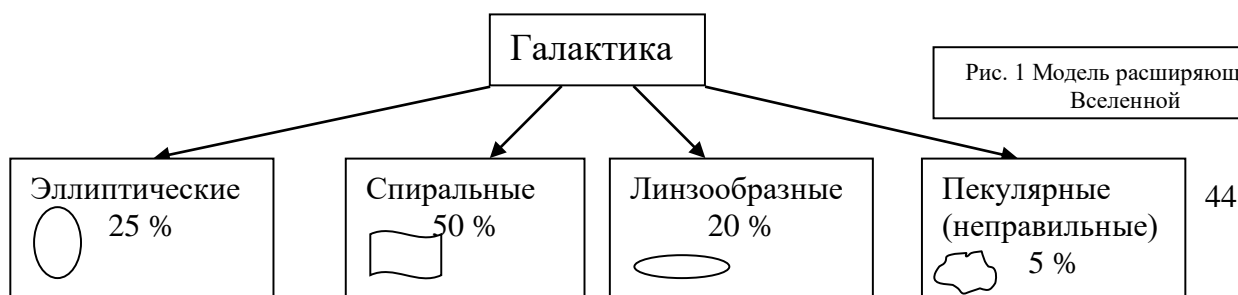 Галактика
Рис. 1 Модель расширяющ
Вселенной
Эллиптические
25 %
Спиральные
50 %
Линзообразные
20 %
Пекулярные
(неправильные)
5 %
44